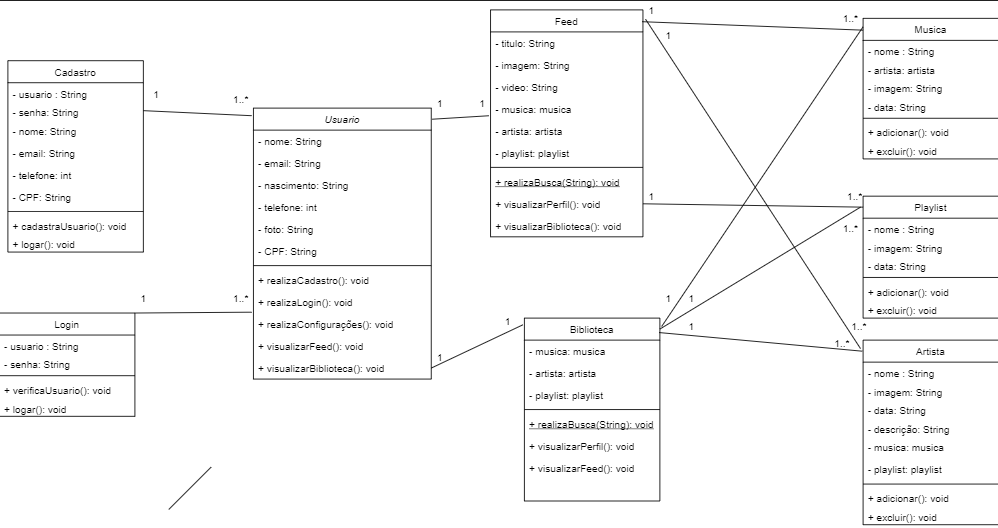 Cadastro
- usuario : String
- senha: String
- nome: String
- email: String
- telefone: int
- CPF: String
+ cadastraUsuario(): void
+ logar(): void
1
1..*
Login
- usuario : String
- senha: String
+ verificaUsuario(): void
+ logar(): void
1
1..*
Usuario
- nome: String
- email: String
- nascimento: String
- telefone: int
- foto: String
- CPF: String
+ realizaCadastro(): void
+ realizaLogin(): void
+ realizaConfigurações(): void
+ visualizarFeed(): void
+ visualizarBiblioteca(): void
1
1
1
1
Feed
- titulo: String
- imagem: String
- video: String
- musica: musica
- artista: artista
- playlist: playlist
+ realizaBusca(String): void
+ visualizarPerfil(): void
+ visualizarBiblioteca(): void
1
1
1
1..*
1..*
1..*
1..*
1..*
Biblioteca
- musica: musica
- artista: artista
- playlist: playlist
+ realizaBusca(String): void
+ visualizarPerfil(): void
+ visualizarFeed(): void
1
1
1
Musica
- nome : String
- artista: artista
- imagem: String
- data: String
+ adicionar(): void
+ excluir(): void
Playlist
- nome : String
- imagem: String
- data: String
+ adicionar(): void
+ excluir(): void
Artista
- nome : String
- imagem: String
- data: String
- descrição: String
- musica: musica
- playlist: playlist
+ adicionar(): void
+ excluir(): void